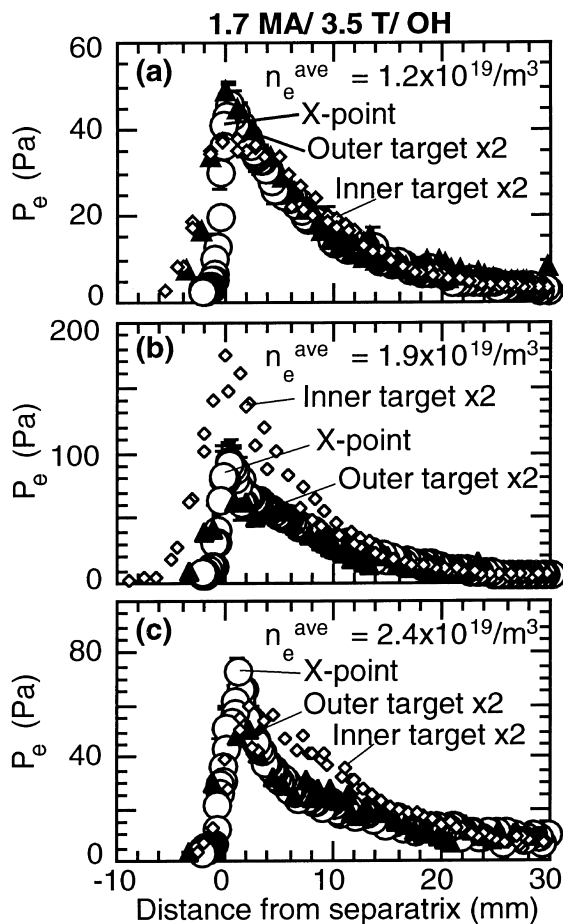 1.7 MA/ 3.5 T/ OH
(a) n_e^ave = 1.2x10^19/m^3
X-point
Outer target x2
Inner target x2
P_e (Pa)
60
40
20
0
(b) n_e^ave = 1.9x10^19/m^3
Inner target x2
X-point
Outer target x2
P_e (Pa)
200
100
0
(c) n_e^ave = 2.4x10^19/m^3
X-point
Outer target x2
Inner target x2
P_e (Pa)
80
40
0
-10 0 10 20 30
Distance from separatrix (mm)